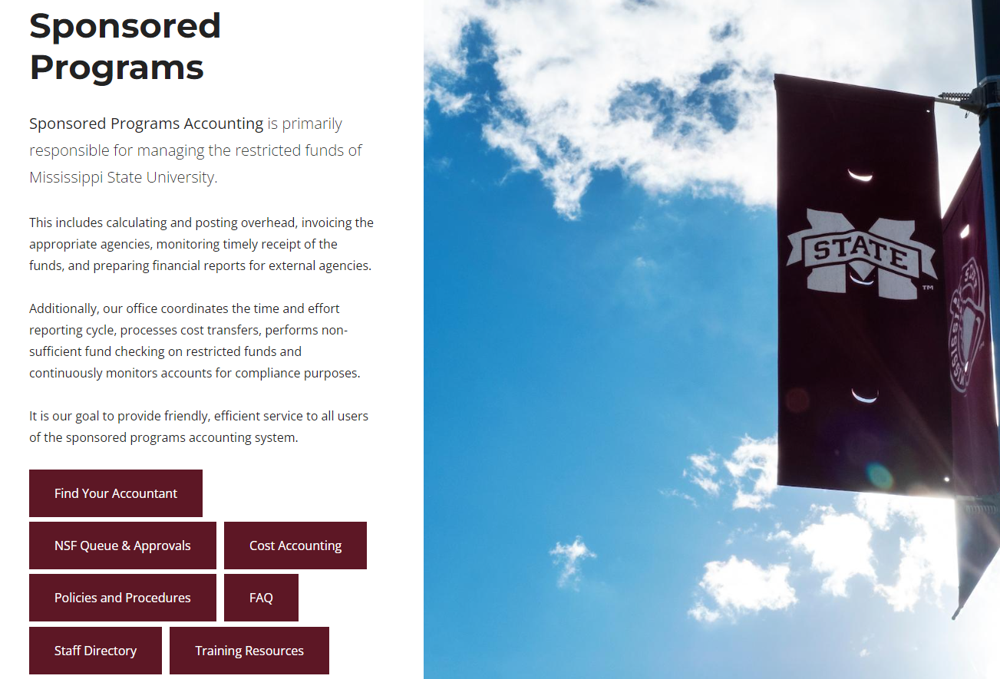 Sponsored
Programs
Sponsored Programs Accounting is primarily
responsible for managing the restricted funds of
Mississippi State University.
This includes calculating and posting overhead, invoicing the
appropriate agencies, monitoring timely receipt of the
funds, and preparing financial reports for external agencies.
Additionally, our office coordinates the time and effort
reporting cycle, processes cost transfers, performs non-
sufficient fund checking on restricted funds and
continuously monitors accounts for compliance purposes.
It is our goal to provide friendly, efficient service to all users
of the sponsored programs accounting system.
Find Your Accountant
NSF Queue & Approvals
Cost Accounting
Policies and Procedures
FAQ
Staff Directory
Training Resources
STATE
TM